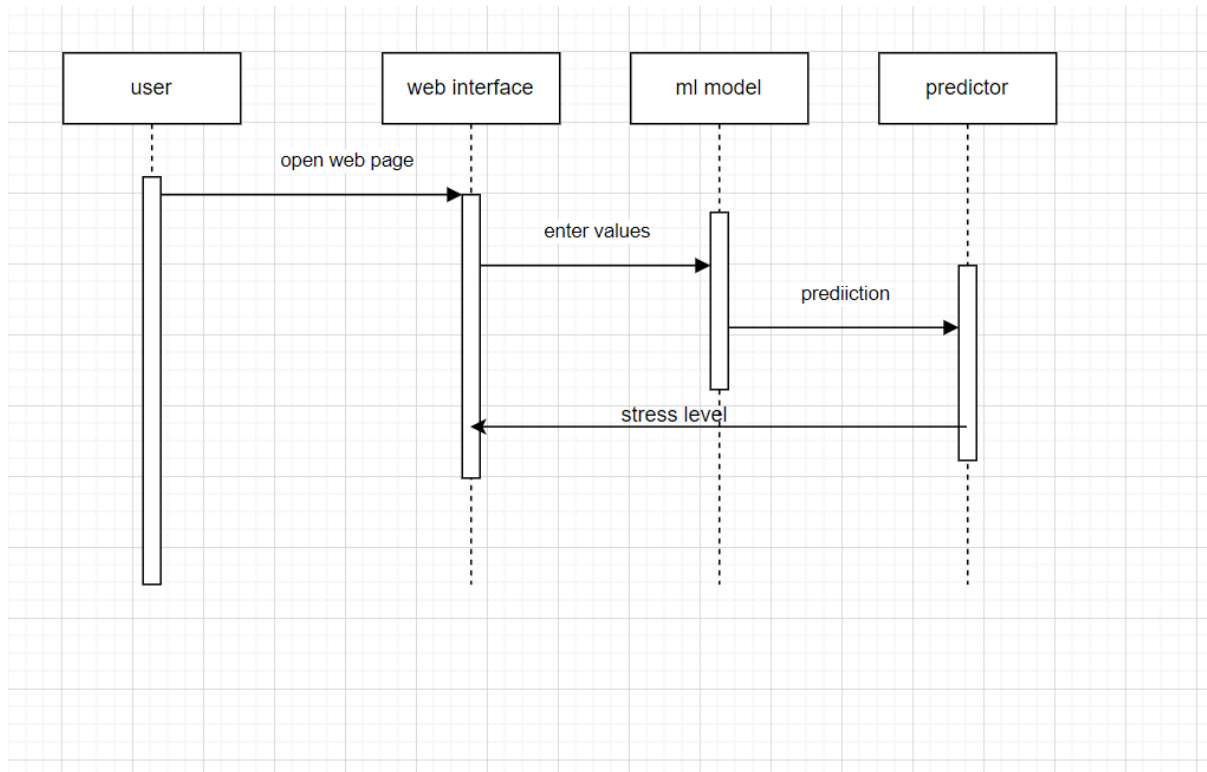 user
web interface
ml model
predictor
open web page
enter values
prediiction
stress level